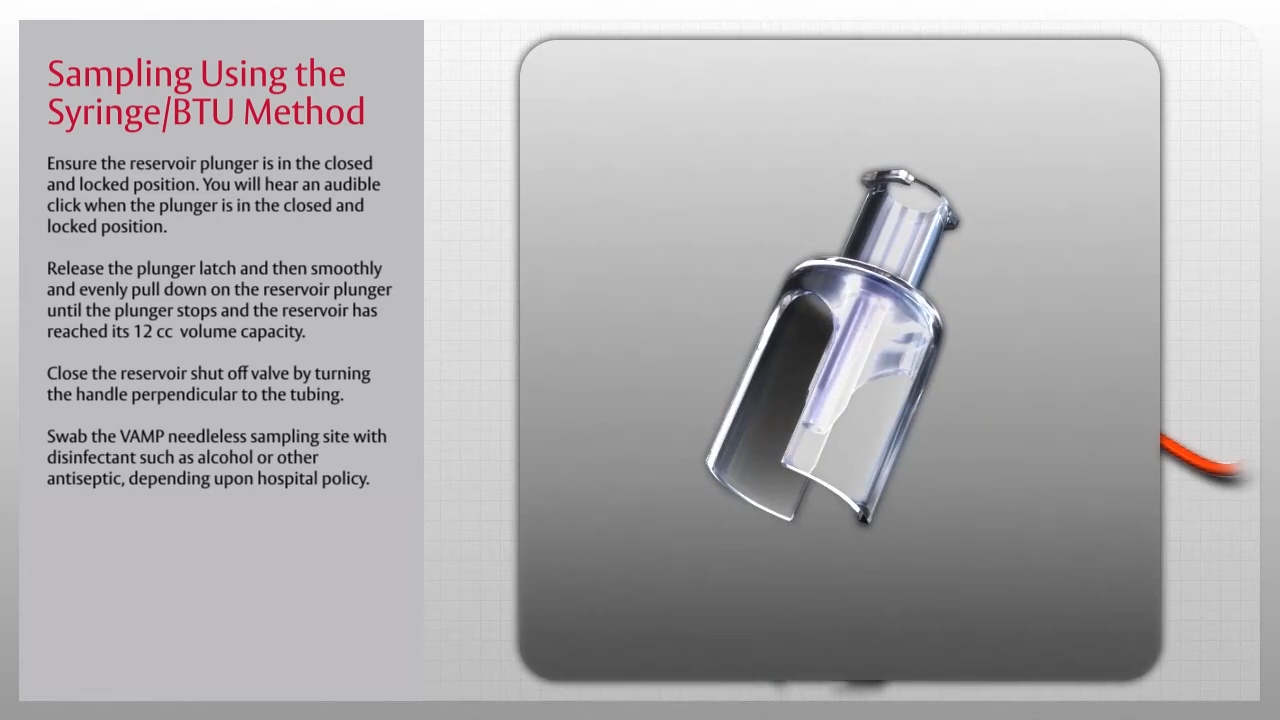 Sampling Using the
Syringe/BTU Method
Ensure the reservoir plunger is in the closed
and locked position. You will hear an audible
click when the plunger is in the closed and
locked position.
Release the plunger latch and then smoothly
and evenly pull down on the reservoir plunger
until the plunger stops and the reservoir has
reached its 12 cc volume capacity.
Close the reservoir shut off valve by turning
the handle perpendicular to the tubing.
Swab the VAMP needleless sampling site with
disinfectant such as alcohol or other
antiseptic, depending upon hospital policy.